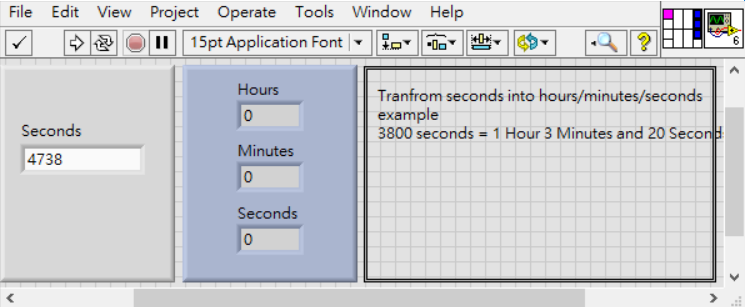 File Edit View Project Operate Tools Window Help
15pt Application Font
6
Seconds
4738
Hours
0
Minutes
0
Seconds
0
Tranfrom seconds into hours/minutes/seconds
example
3800 seconds = 1 Hour 3 Minutes and 20 Second